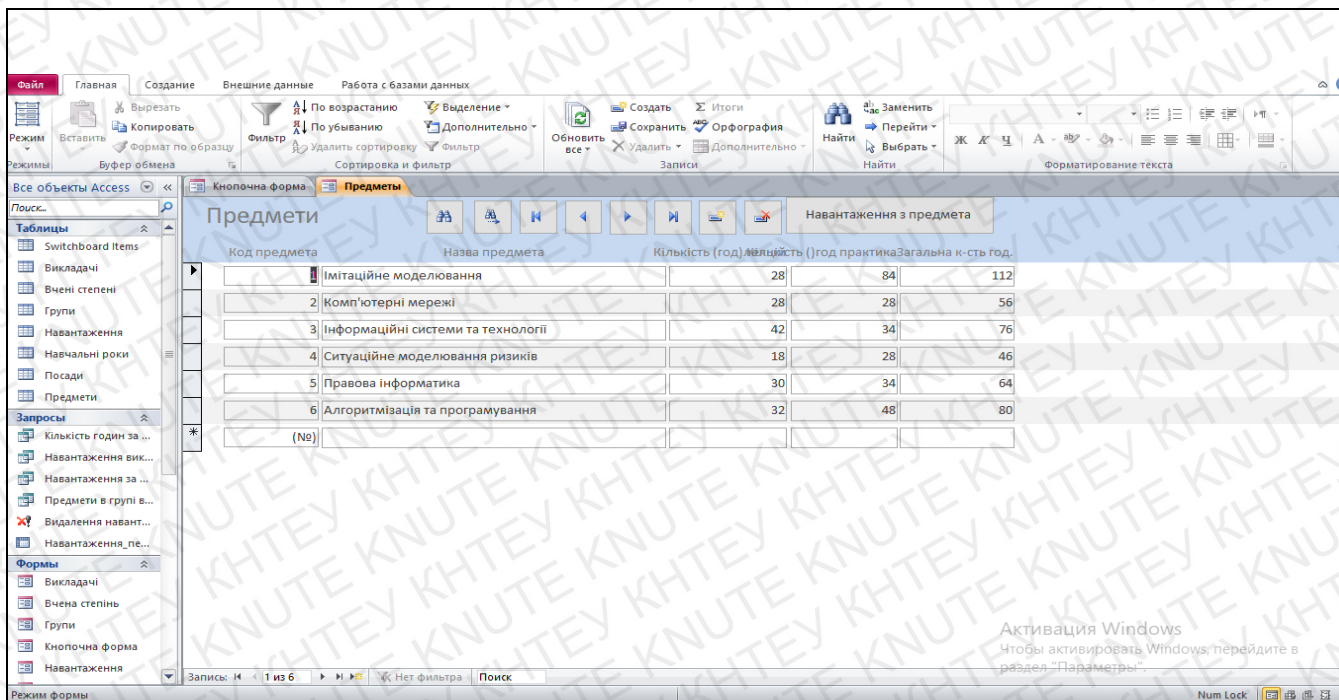 Файл Главная Создание Внешние данные Работа с базами данных
Режим
Режимы
Вставить
Вырезать
Копировать
Формат по образцу
Буфер обмена
Фильтр
По возрастанию
По убыванию
Удалить сортировку
Выделение
Дополнительно
Фильтр
Сортировка и фильтр
Обновить все
Создать
Сохранить
Удалить
Итоги
Орфография
Дополнительно
Записи
Найти
Заменить
Перейти
Выбрать
Найти
Ж К Ч А
Форматирование текста
Все объекты Access
Поиск...
Таблицы
Switchboard Items
Викладачі
Вчені степені
Групи
Навантаження
Навчальні роки
Посади
Предмети
Запросы
Кількість годин за ...
Навантаження вик...
Навантаження за ...
Предмети в групі в...
Видалення навант...
Навантаження_пе...
Формы
Викладачі
Вчена степінь
Групи
Кнопочна форма
Навантаження
Кнопочна форма Предметы
Предмети Навантаження з предмета
Код предмета Назва предмета Кількість (год) ()год практика Загальна к-сть год.
1 Імітаційне моделювання 28 84 112
2 Комп'ютерні мережі 28 28 56
3 Інформаційні системи та технології 42 34 76
4 Ситуаційне моделювання ризиків 18 28 46
5 Правова інформатика 30 34 64
6 Алгоритмізація та програмування 32 48 80
(№)
Активация Windows
Чтобы активировать Windows, перейдите в
раздел "Параметры".
Запись: 1 из 6 Нет фильтра Поиск
Режим формы Num Lock
KNUTE KHTEY